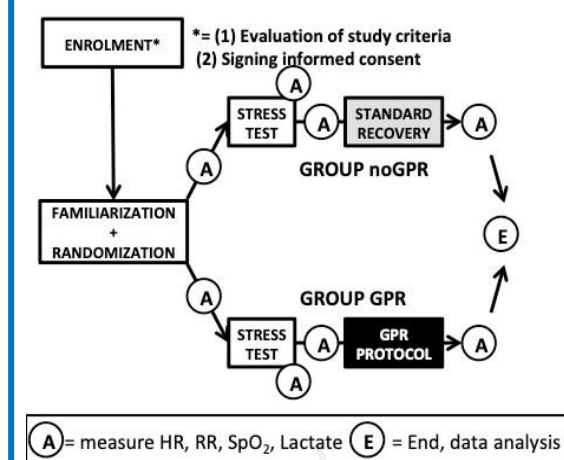 ENROLMENT*
*= (1) Evaluation of study criteria
(2) Signing informed consent
A
STRESS
TEST
A
STANDARD
RECOVERY
A
A
GROUP noGPR
FAMILIARIZATION
+
RANDOMIZATION
E
A
GROUP GPR
STRESS
TEST
A
GPR
PROTOCOL
A
A
A = measure HR, RR, SpO₂, Lactate E = End, data analysis